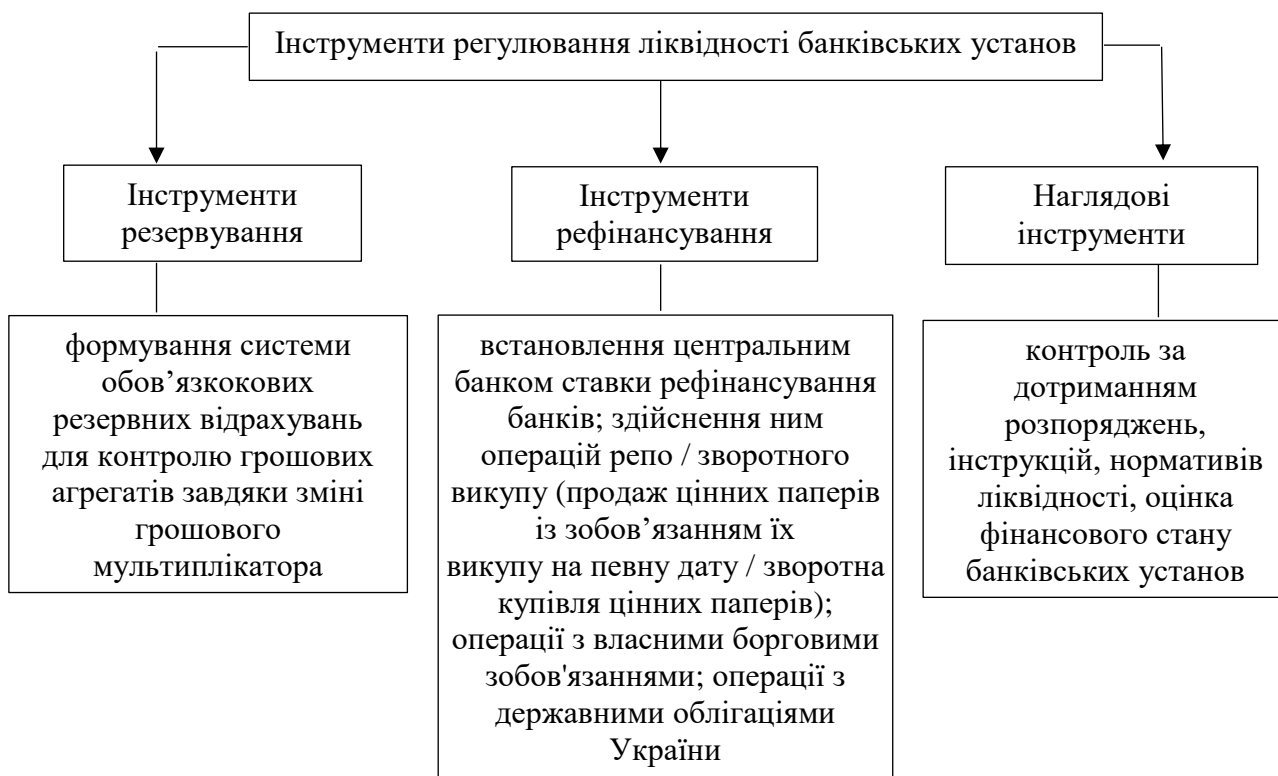 Інструменти регулювання ліквідності банківських установ
Інструменти
резервування
Інструменти
рефінансування
Наглядові
інструменти
формування системи
обов’язкокових
резервних відрахувань
для контролю грошових
агрегатів завдяки зміні
грошового
мультиплікатора
встановлення центральним
банком ставки рефінансування
банків; здійснення ним
операцій репо / зворотного
викупу (продаж цінних паперів
із зобов’язанням їх
викупу на певну дату / зворотна
купівля цінних паперів);
операції з власними борговими
зобов'язаннями; операції з
державними облігаціями
України
контроль за
дотриманням
розпоряджень,
інструкцій, нормативів
ліквідності, оцінка
фінансового стану
банківських установ